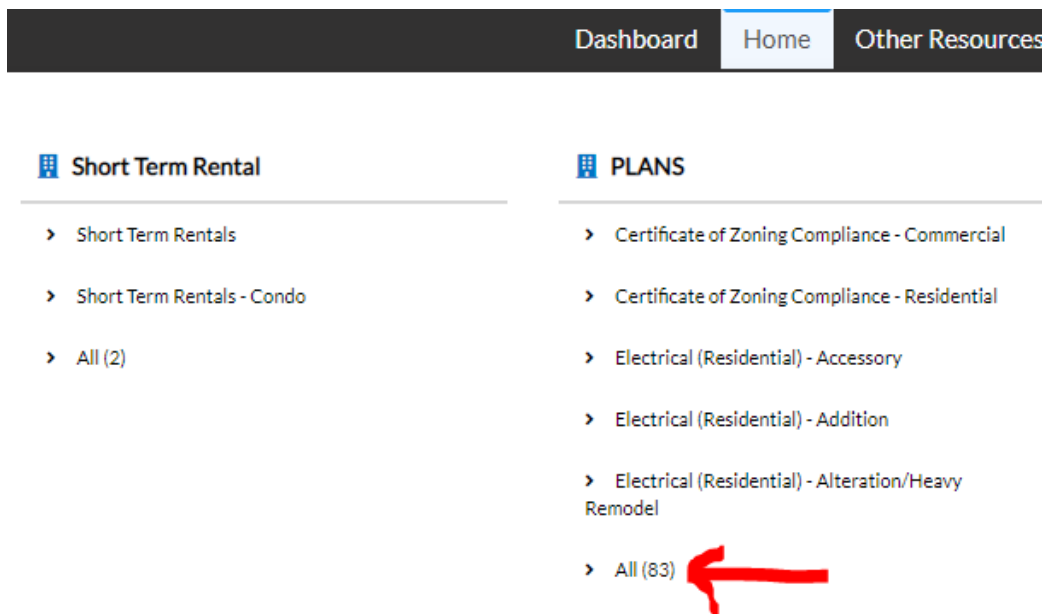 Dashboard Home Other Resources
Short Term Rental
Short Term Rentals
Short Term Rentals - Condo
All (2)
PLANS
Certificate of Zoning Compliance - Commercial
Certificate of Zoning Compliance - Residential
Electrical (Residential) - Accessory
Electrical (Residential) - Addition
Electrical (Residential) - Alteration/Heavy
Remodel
All (83)